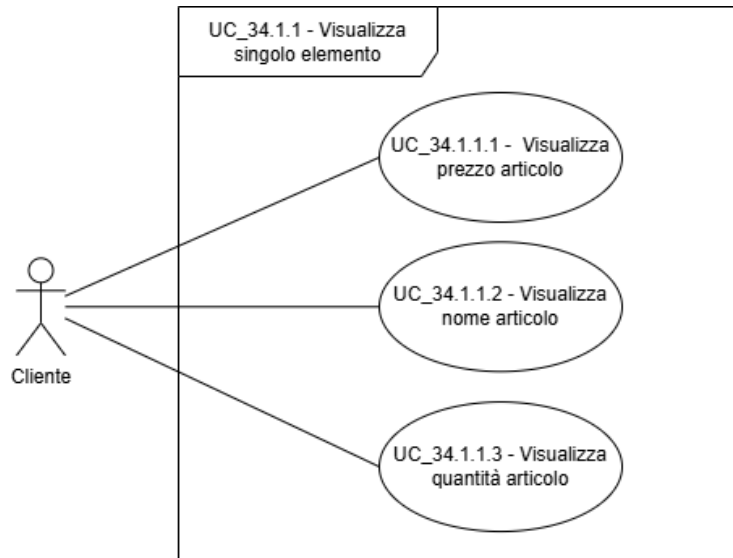 UC_34.1.1 - Visualizza
singolo elemento
UC_34.1.1.1 - Visualizza
prezzo articolo
UC_34.1.1.2 - Visualizza
nome articolo
Cliente
UC_34.1.1.3 - Visualizza
quantità articolo